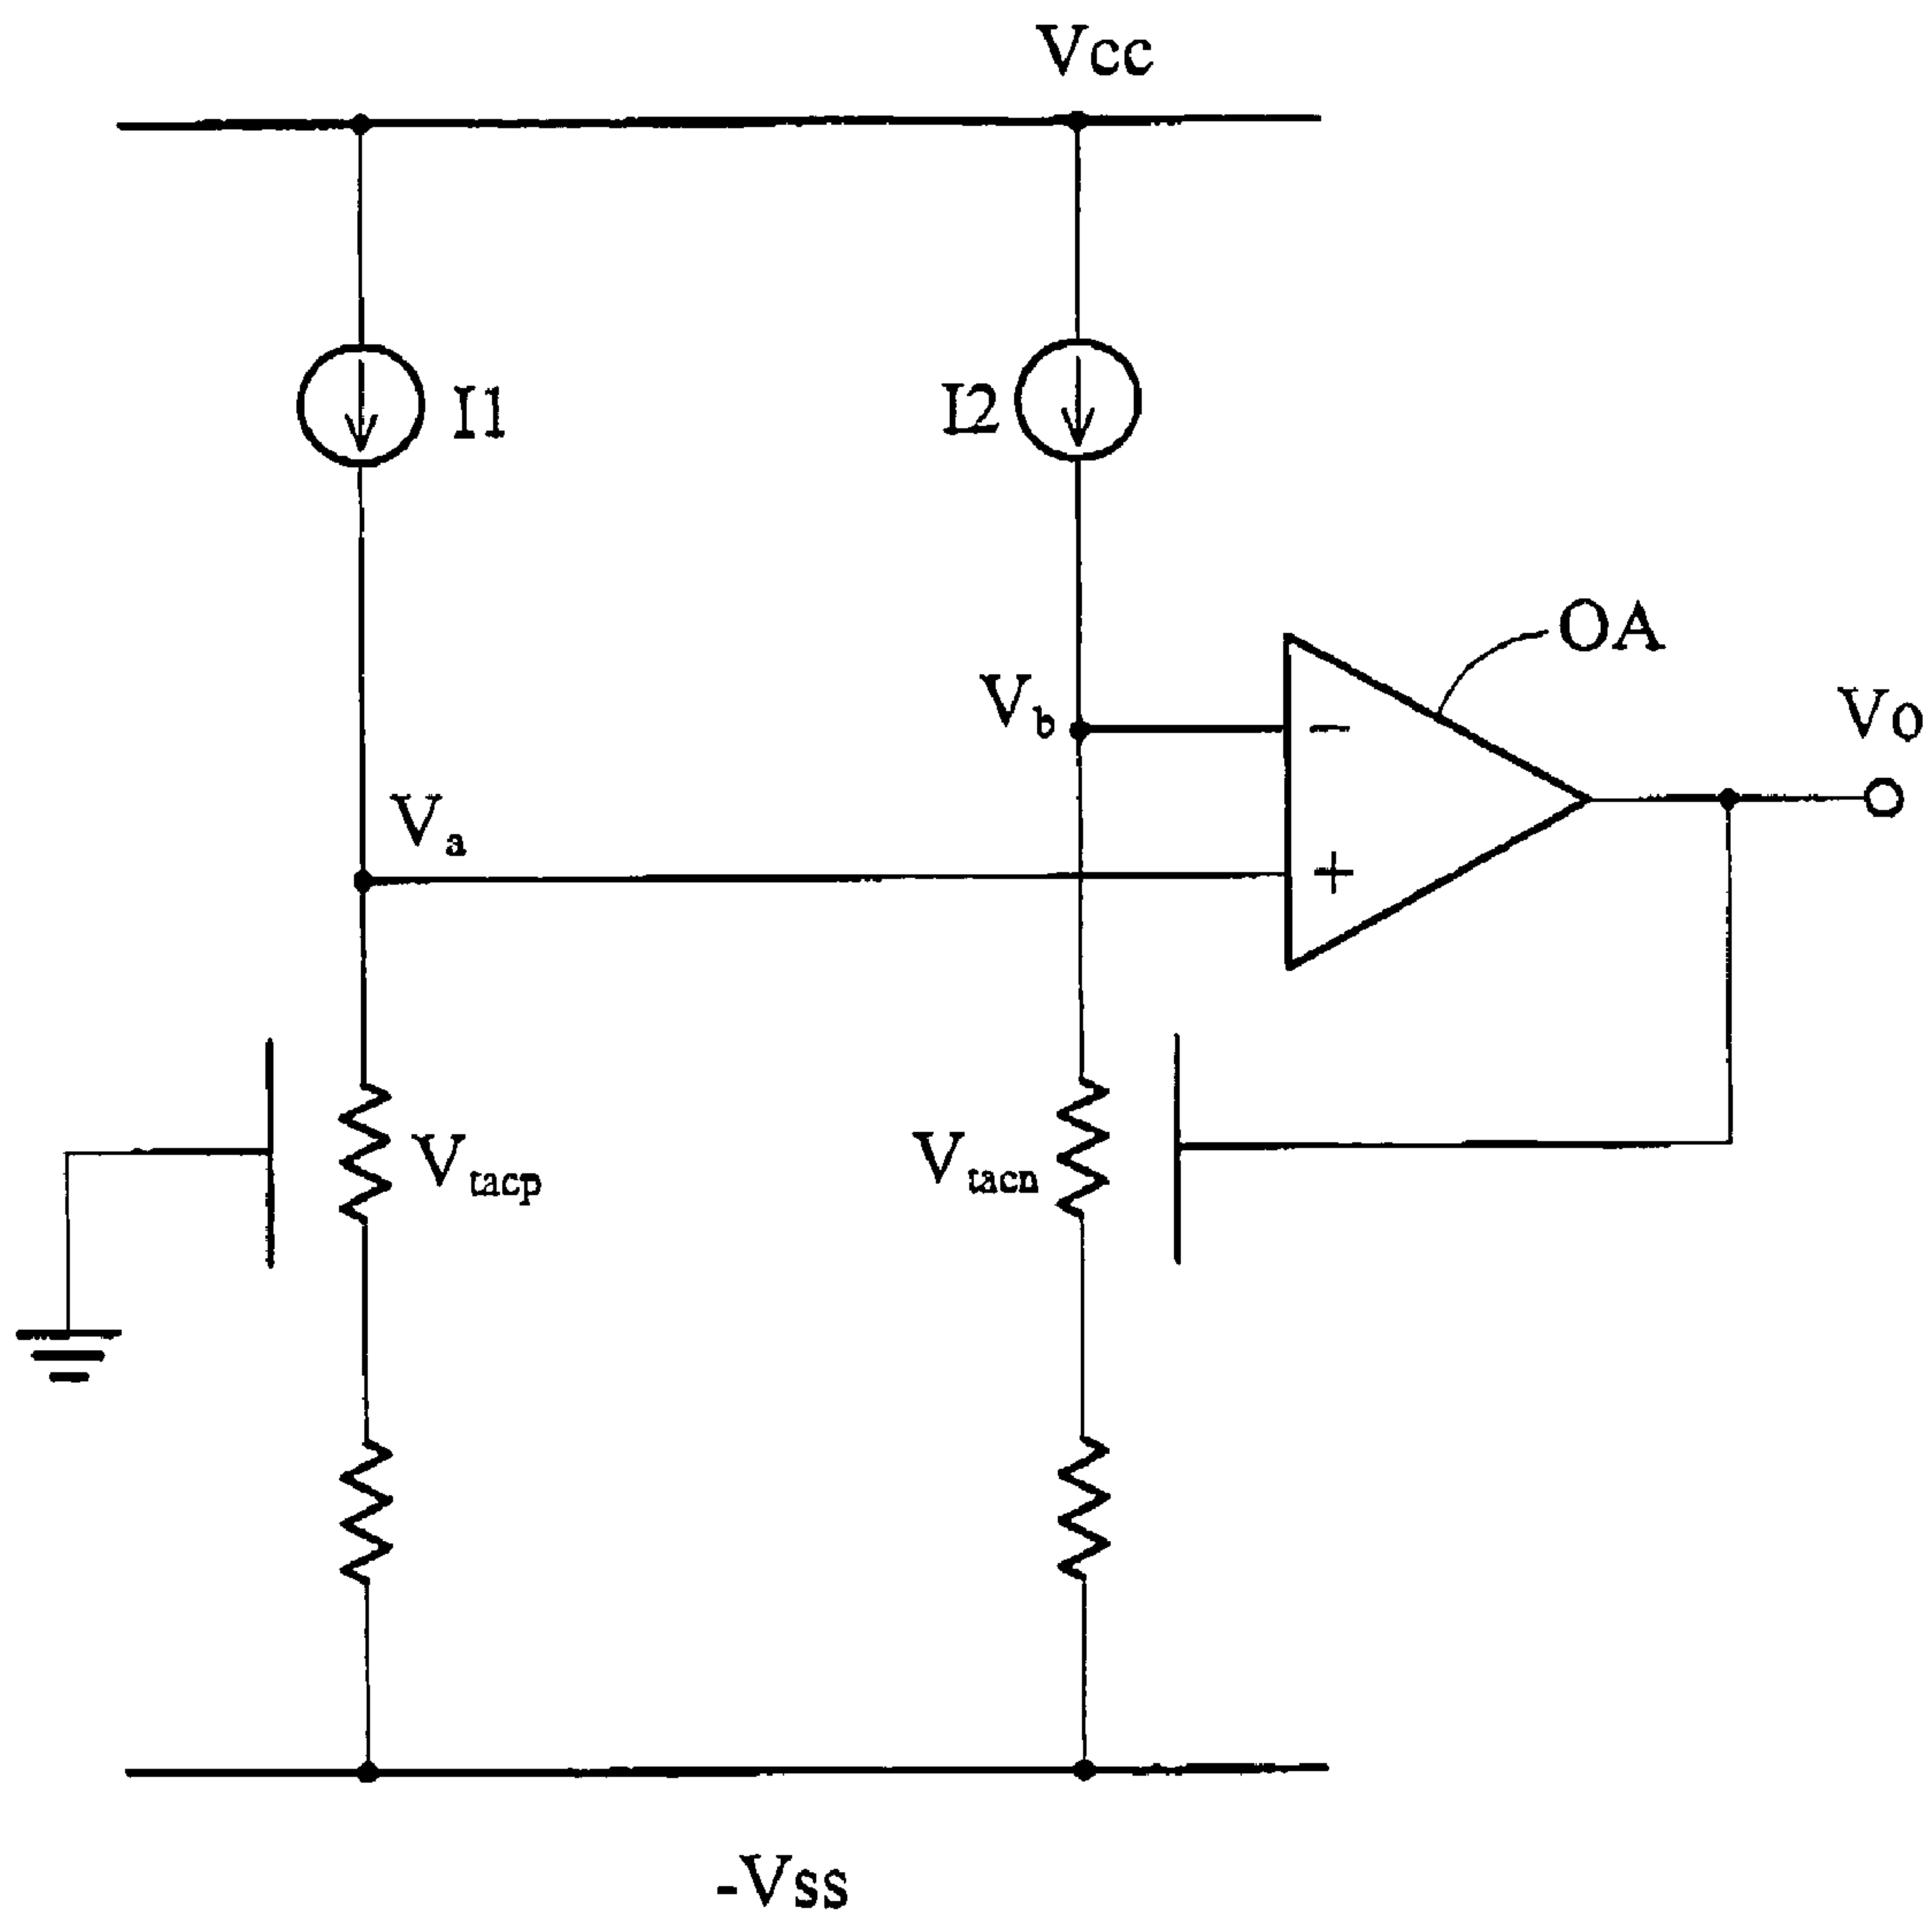 Vcc
I1
I2
OA
Vb
Vo
−
Va
+
Vtacp
Vtacn
-Vss